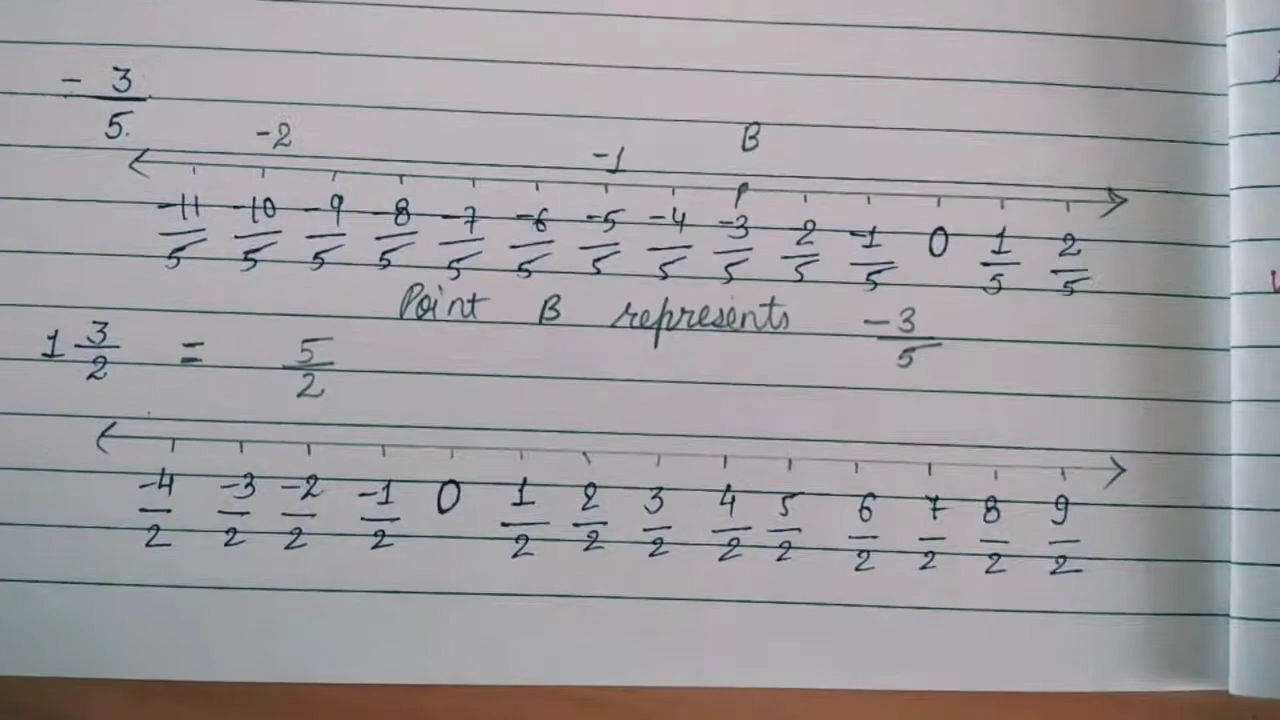 - 3/5.
-2 -1 B
-11/5 -10/5 -9/5 -8/5 -7/5 -6/5 -5/5 -4/5 -3/5 -2/5 -1/5 0 1/5 2/5
Point B represents -3/5
1 3/2 = 5/2
-4/2 -3/2 -2/2 -1/2 0 1/2 2/2 3/2 4/2 5/2 6/2 7/2 8/2 9/2